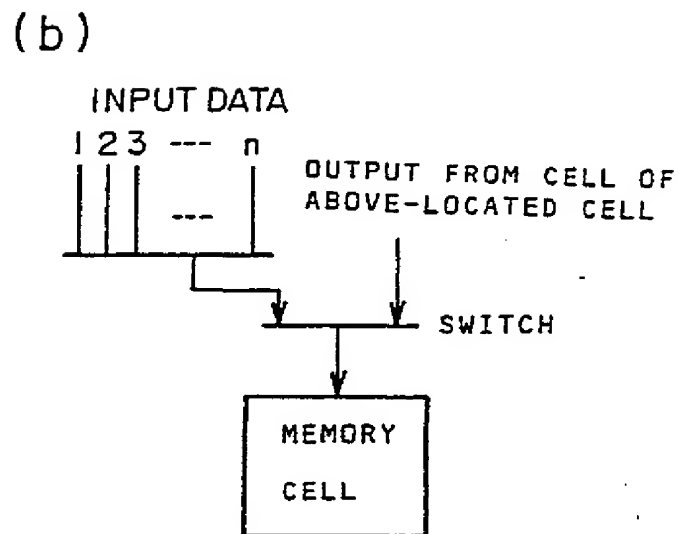 (b)
INPUT DATA
1 2 3 --- n
---
OUTPUT FROM CELL OF
ABOVE-LOCATED CELL
SWITCH
MEMORY
CELL